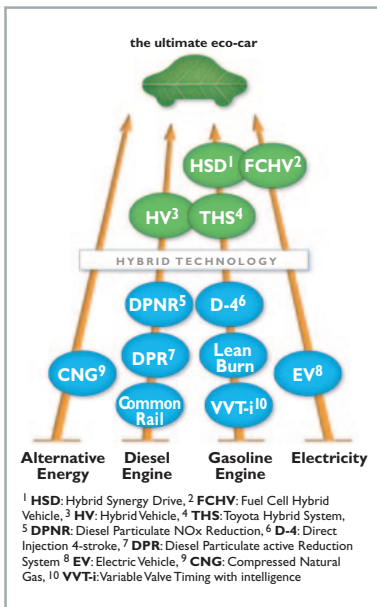 the ultimate eco-car
HSD¹ FCHV²
HV³ THS⁴
HYBRID TECHNOLOGY
DPNR⁵ D-4⁶
DPR⁷ Lean
Burn
CNG⁹ EV⁸
Common
Rail VVT-i¹⁰
Alternative
Energy
Diesel
Engine
Gasoline
Engine
Electricity
¹ HSD: Hybrid Synergy Drive, ² FCHV: Fuel Cell Hybrid
Vehicle, ³ HV: Hybrid Vehicle, ⁴ THS: Toyota Hybrid System,
⁵ DPNR: Diesel Particulate NOx Reduction, ⁶ D-4: Direct
Injection 4-stroke, ⁷ DPR: Diesel Particulate active Reduction
System ⁸ EV: Electric Vehicle, ⁹ CNG: Compressed Natural
Gas, ¹⁰ VVT-i: Variable Valve Timing with intelligence